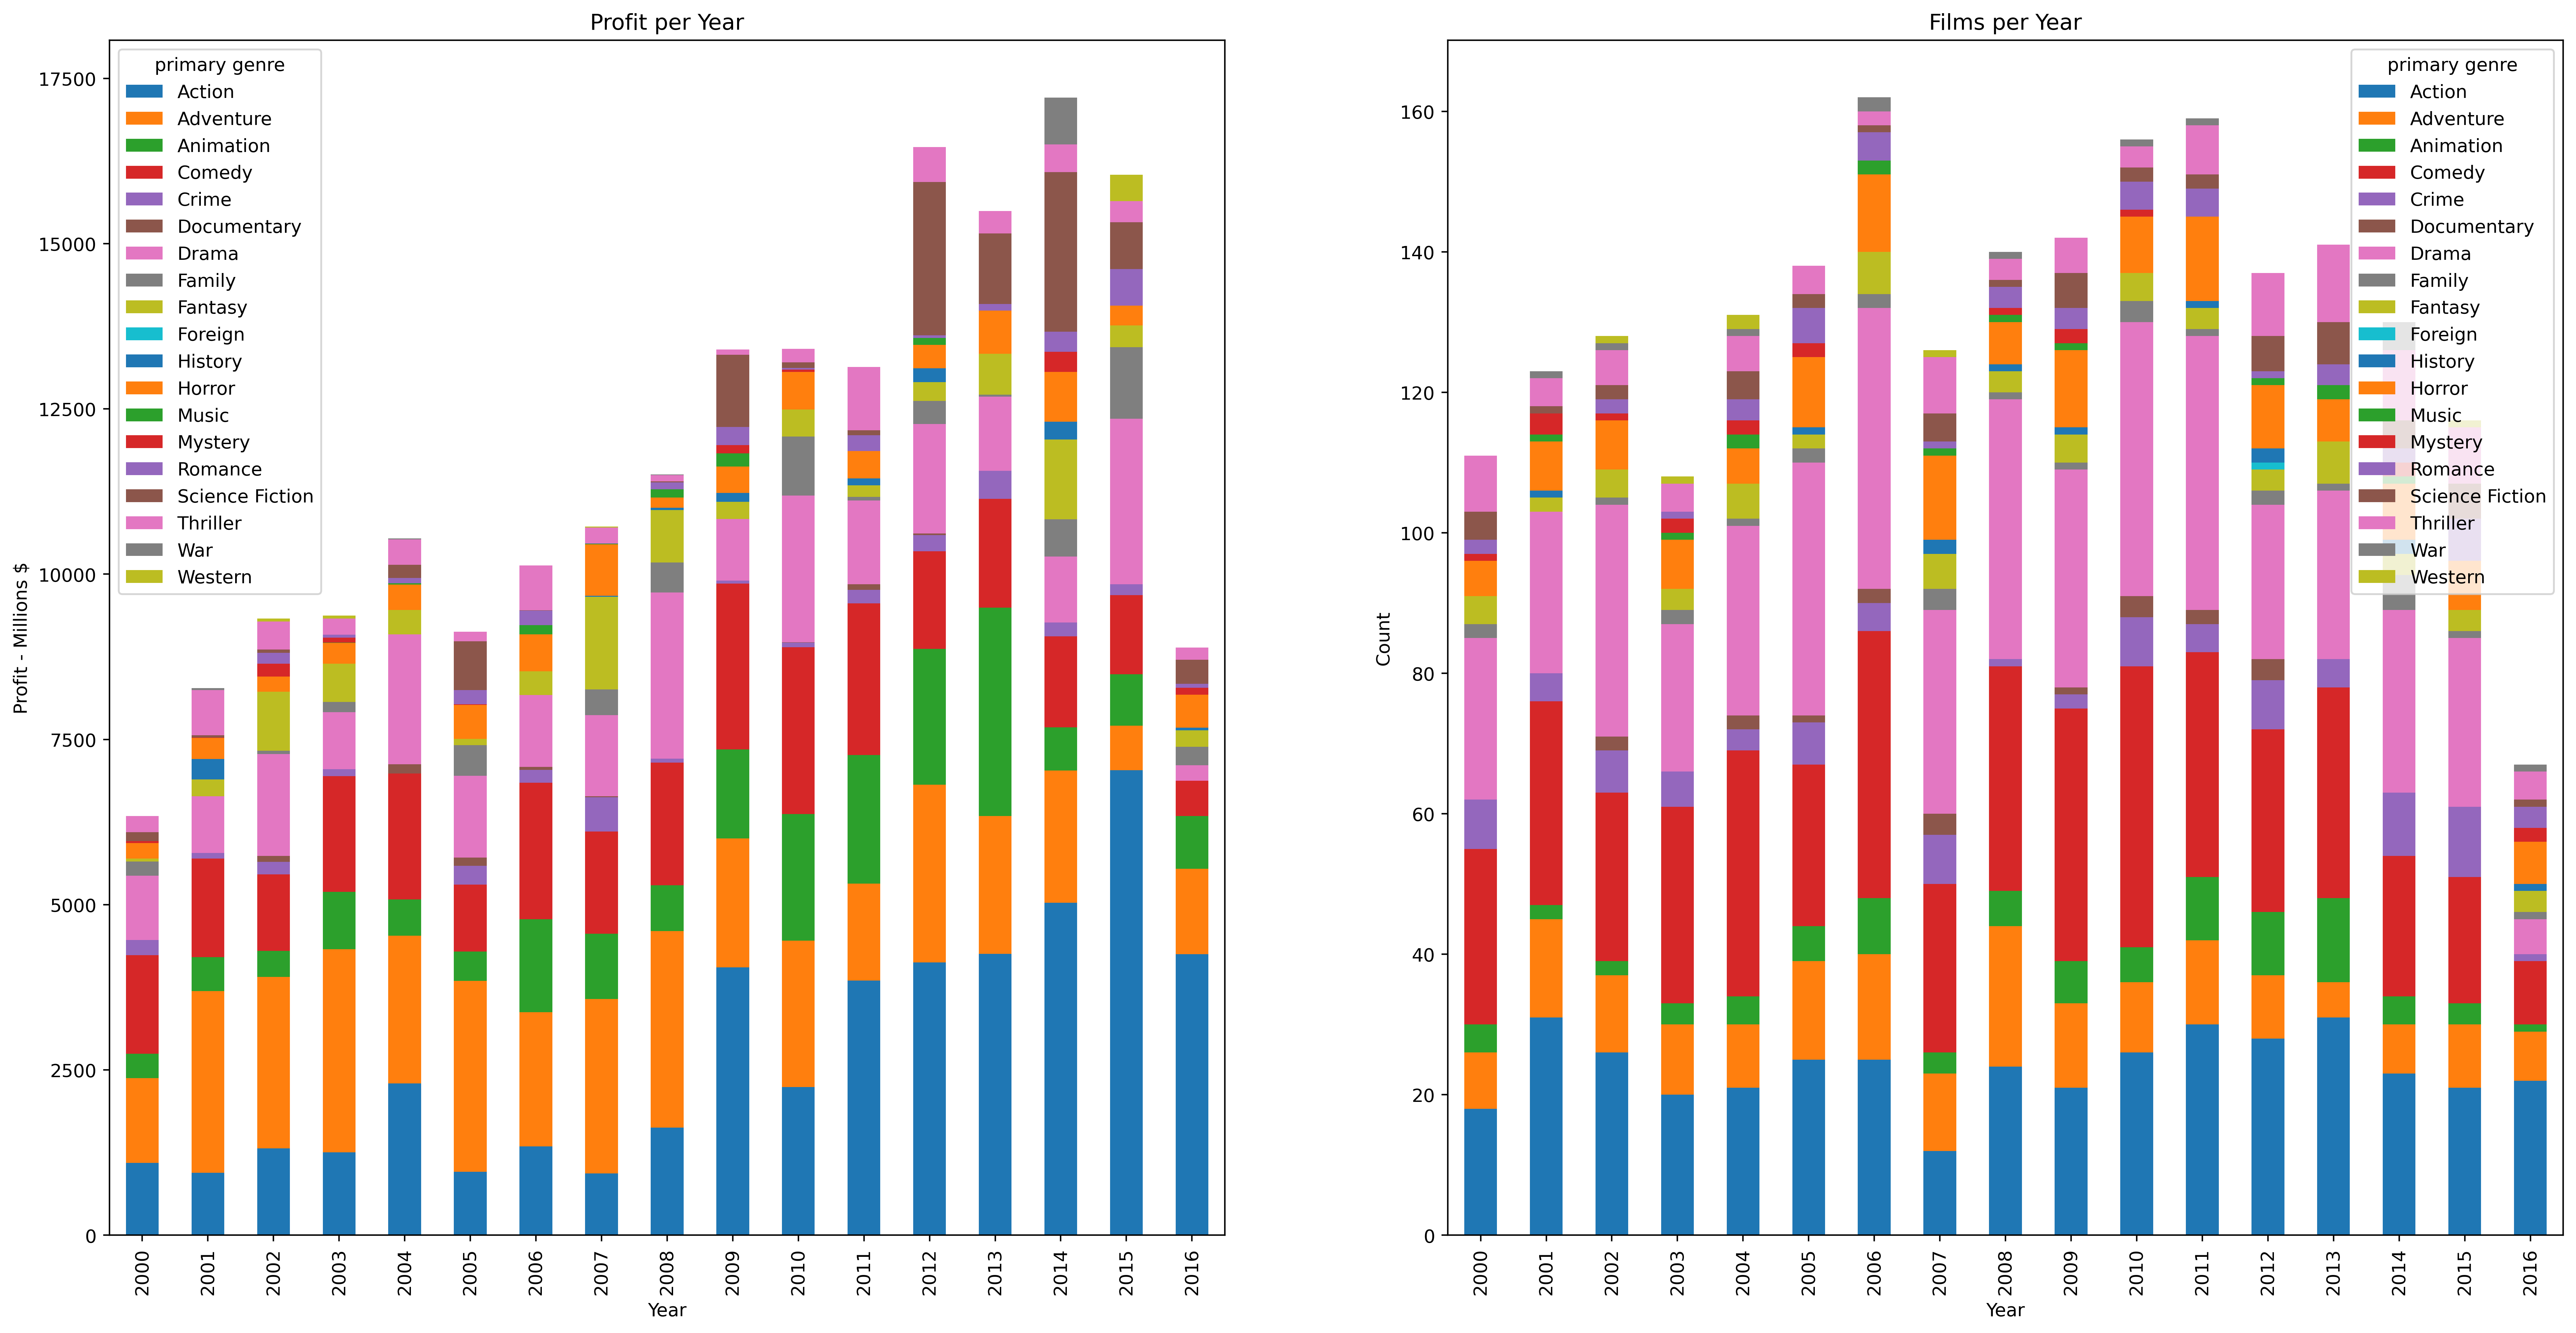 Profit per Year
17500
15000
12500
10000
7500
5000
2500
0
Profit - Millions $
primary genre
Action
Adventure
Animation
Comedy
Crime
Documentary
Drama
Family
Fantasy
Foreign
History
Horror
Music
Mystery
Romance
Science Fiction
Thriller
War
Western
2000
2001
2002
2003
2004
2005
2006
2007
2008
2009
2010
2011
2012
2013
2014
2015
2016
Year
Films per Year
160
140
120
100
80
60
40
20
0
Count
primary genre
Action
Adventure
Animation
Comedy
Crime
Documentary
Drama
Family
Fantasy
Foreign
History
Horror
Music
Mystery
Romance
Science Fiction
Thriller
War
Western
2000
2001
2002
2003
2004
2005
2006
2007
2008
2009
2010
2011
2012
2013
2014
2015
2016
Year